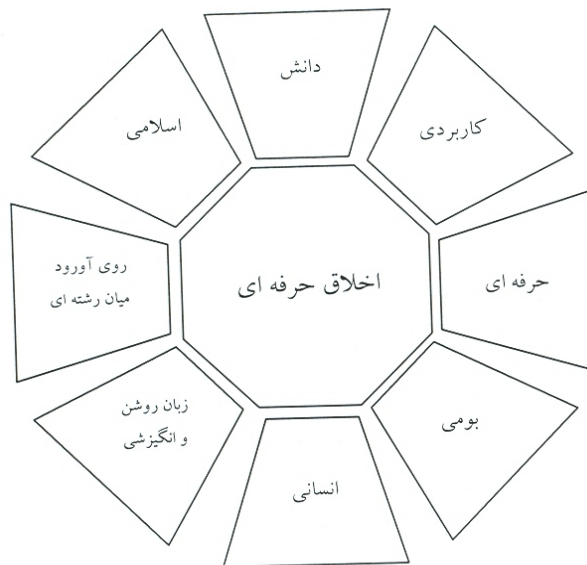 دانش
کاربردی
حرفه ای
بومی
انسانی
زبان روشن
و انگیزشی
روی آورود
میان رشته ای
اسلامی
اخلاق حرفه ای